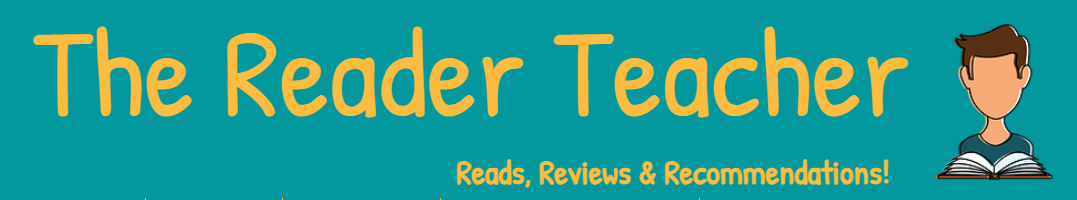 The Reader Teacher
Reads, Reviews & Recommendations!